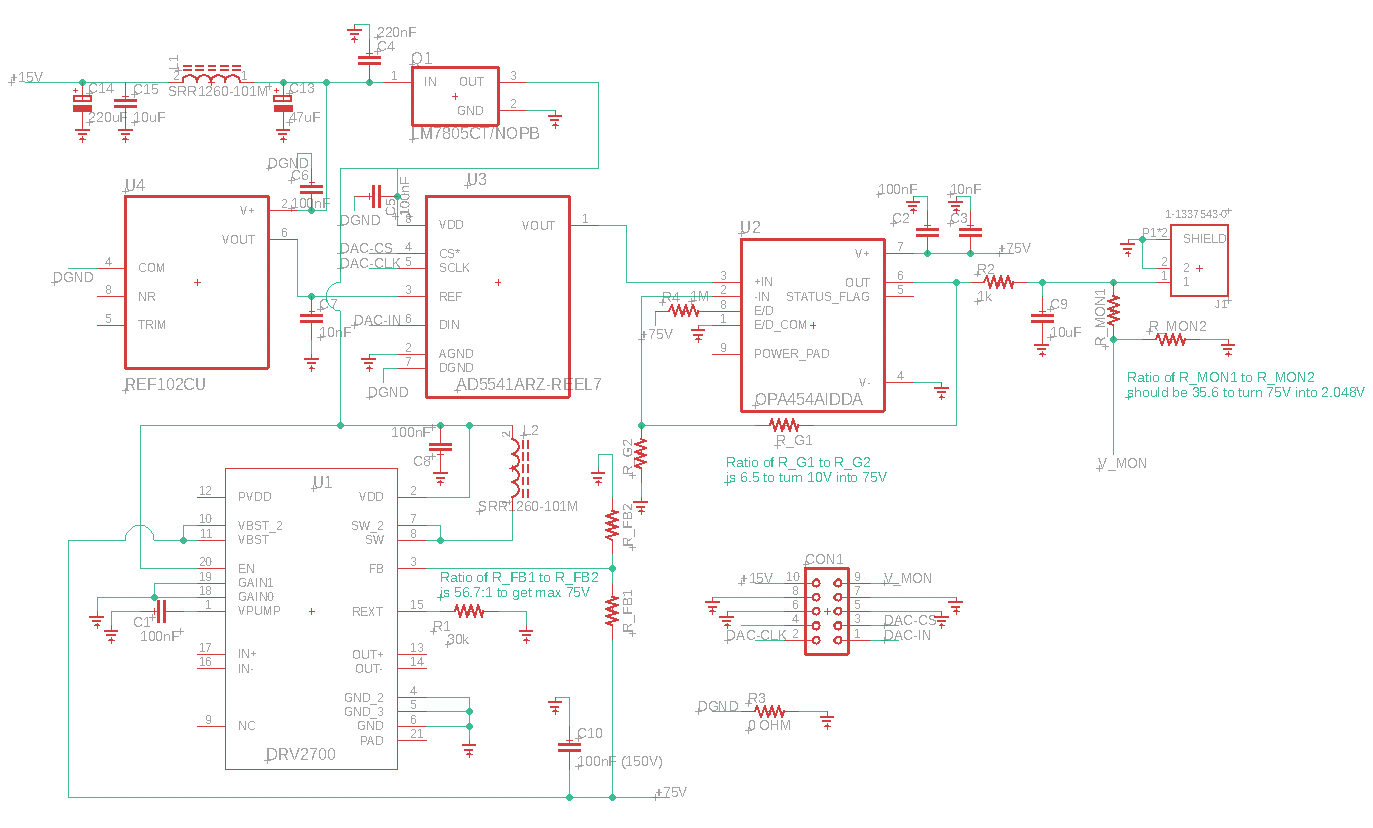 +15V
C14
220uF
C15
10uF
L1
2
1
SRR1260-101M
C13
47uF
220nF
C4
O1
1
IN
OUT
3
GND
2
LM7805CT/NOPB
DGND
C6
100nF
U4
V+
2
VOUT
6
COM
4
DGND
NR
8
TRIM
5
REF102CU
C7
10nF
C5
100nF
DGND
U3
8
VDD
VOUT
1
DAC-CS
4
CS*
DAC-CLK
5
SCLK
3
REF
DAC-IN
6
DIN
2
AGND
7
DGND
DGND
AD5541ARZ-REEL7
100nF
10nF
C2
C3
U2
V+
7
+75V
3
+IN
OUT
6
2
-IN
STATUS_FLAG
5
R4
1M
8
E/D
+75V
1
E/D_COM
9
POWER_PAD
V-
4
OPA454AIDDA
R2
1k
C9
10uF
1-1337543-0
P1*2
SHIELD
2
2
1
1
J1
R_MON1
R_MON2
Ratio of R_MON1 to R_MON2
should be 35.6 to turn 75V into 2.048V
V_MON
R_G1
R_G2
Ratio of R_G1 to R_G2
is 6.5 to turn 10V into 75V
100nF
C8
2
L2
SRR1260-101M
U1
12
PVDD
VDD
2
10
VBST_2
SW_2
7
11
VBST
SW
8
20
EN
FB
3
19
GAIN1
18
GAIN0
1
VPUMP
REXT
15
C1
100nF
17
IN+
OUT+
13
16
IN-
OUT-
14
GND_2
4
GND_3
5
9
NC
GND
6
PAD
21
DRV2700
Ratio of R_FB1 to R_FB2
is 56.7:1 to get max 75V
R1
30k
R_FB2
R_FB1
C10
100nF (150V)
+75V
CON1
+15V
10
9
V_MON
8
7
6
5
4
3
DAC-CS
DAC-CLK
2
1
DAC-IN
R3
DGND
0 OHM